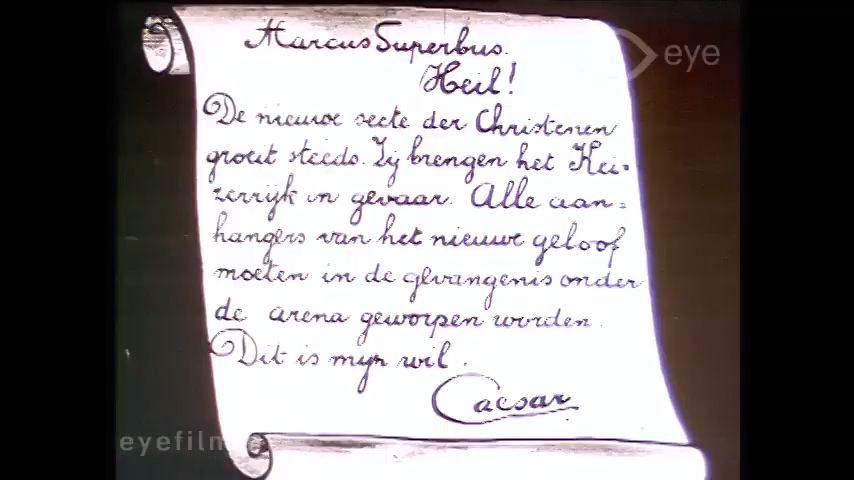 Marcus Superbus.
Heil!
De nieuwe secte der Christenen
groeit steeds. Zij brengen het Kei-
zerrijk in gevaar. Alle aan=
hangers van het nieuwe geloof
moeten in de gevangenis onder
de arena geworpen worden.
Dit is mijn wil.
Caesar
eye
eyefilm